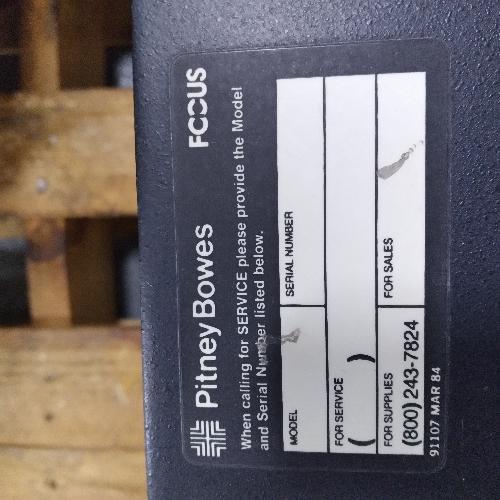 Pitney Bowes FOCUS
When calling for SERVICE please provide the Model
and Serial Number listed below.
MODEL SERIAL NUMBER
FOR SERVICE
( )
FOR SUPPLIES FOR SALES
(800) 243-7824
91107 MAR 84